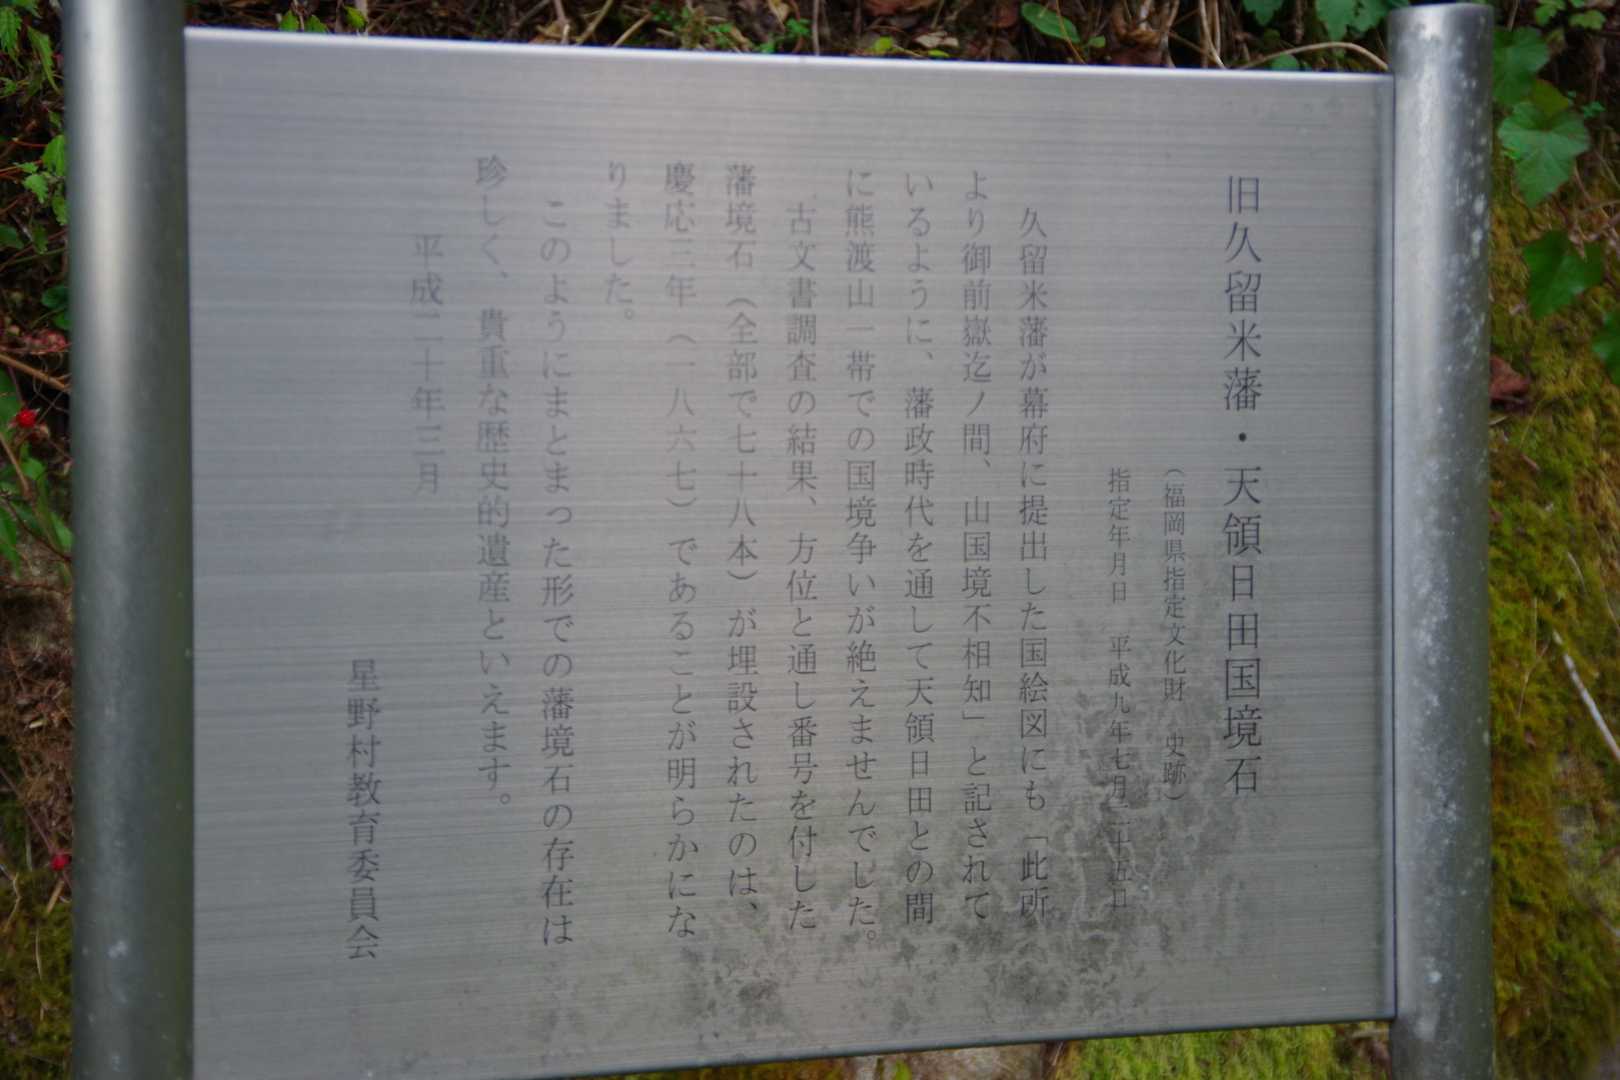 旧久留米藩・天領日田国境石
（福岡県指定文化財　史跡）
指定年月日　平成九年七月二十五日
久留米藩が幕府に提出した国絵図にも「此所
より御前嶽迄ノ間、山国境不相知」と記されて
いるように、藩政時代を通して天領日田との間
に熊渡山一帯での国境争いが絶えませんでした。
古文書調査の結果、方位と通し番号を付した
藩境石（全部で七十八本）が埋設されたのは、
慶応三年（一八六七）であることが明らかにな
りました。
このようにまとまった形での藩境石の存在は
珍しく、貴重な歴史的遺産といえます。
平成二十年三月
星野村教育委員会